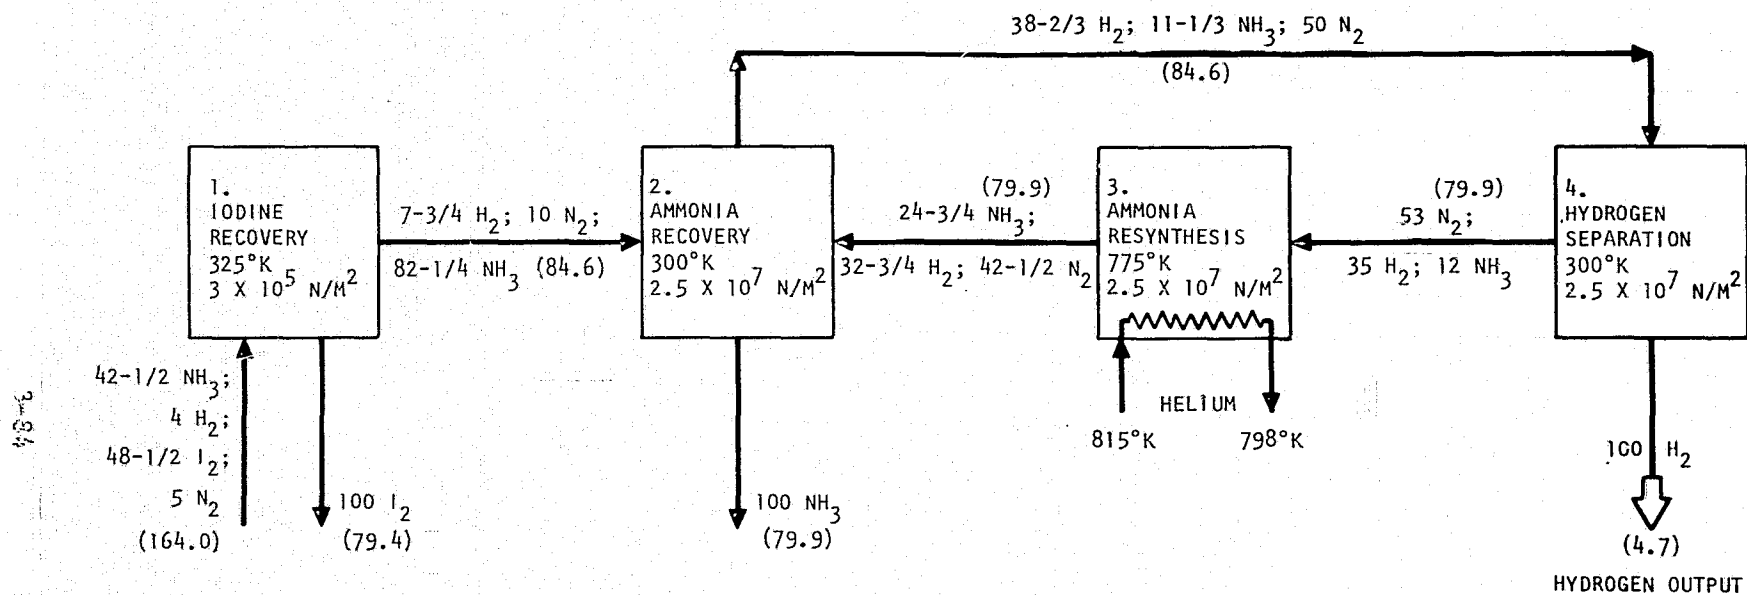 38-2/3 H2; 11-1/3 NH3; 50 N2
(84.6)
1.
IODINE
RECOVERY
325°K
3 X 10^5 N/M^2
7-3/4 H2; 10 N2;
82-1/4 NH3 (84.6)
2.
AMMONIA
RECOVERY
300°K
2.5 X 10^7 N/M^2
(79.9)
24-3/4 NH3;
32-3/4 H2; 42-1/2 N2
3.
AMMONIA
RESYNTHESIS
775°K
2.5 X 10^7 N/M^2
(79.9)
53 N2;
35 H2; 12 NH3
4.
HYDROGEN
SEPARATION
300°K
2.5 X 10^7 N/M^2
42-1/2 NH3;
4 H2;
48-1/2 I2;
5 N2
(164.0)
100 I2
(79.4)
100 NH3
(79.9)
HELIUM
815°K
798°K
100 H2
(4.7)
HYDROGEN OUTPUT